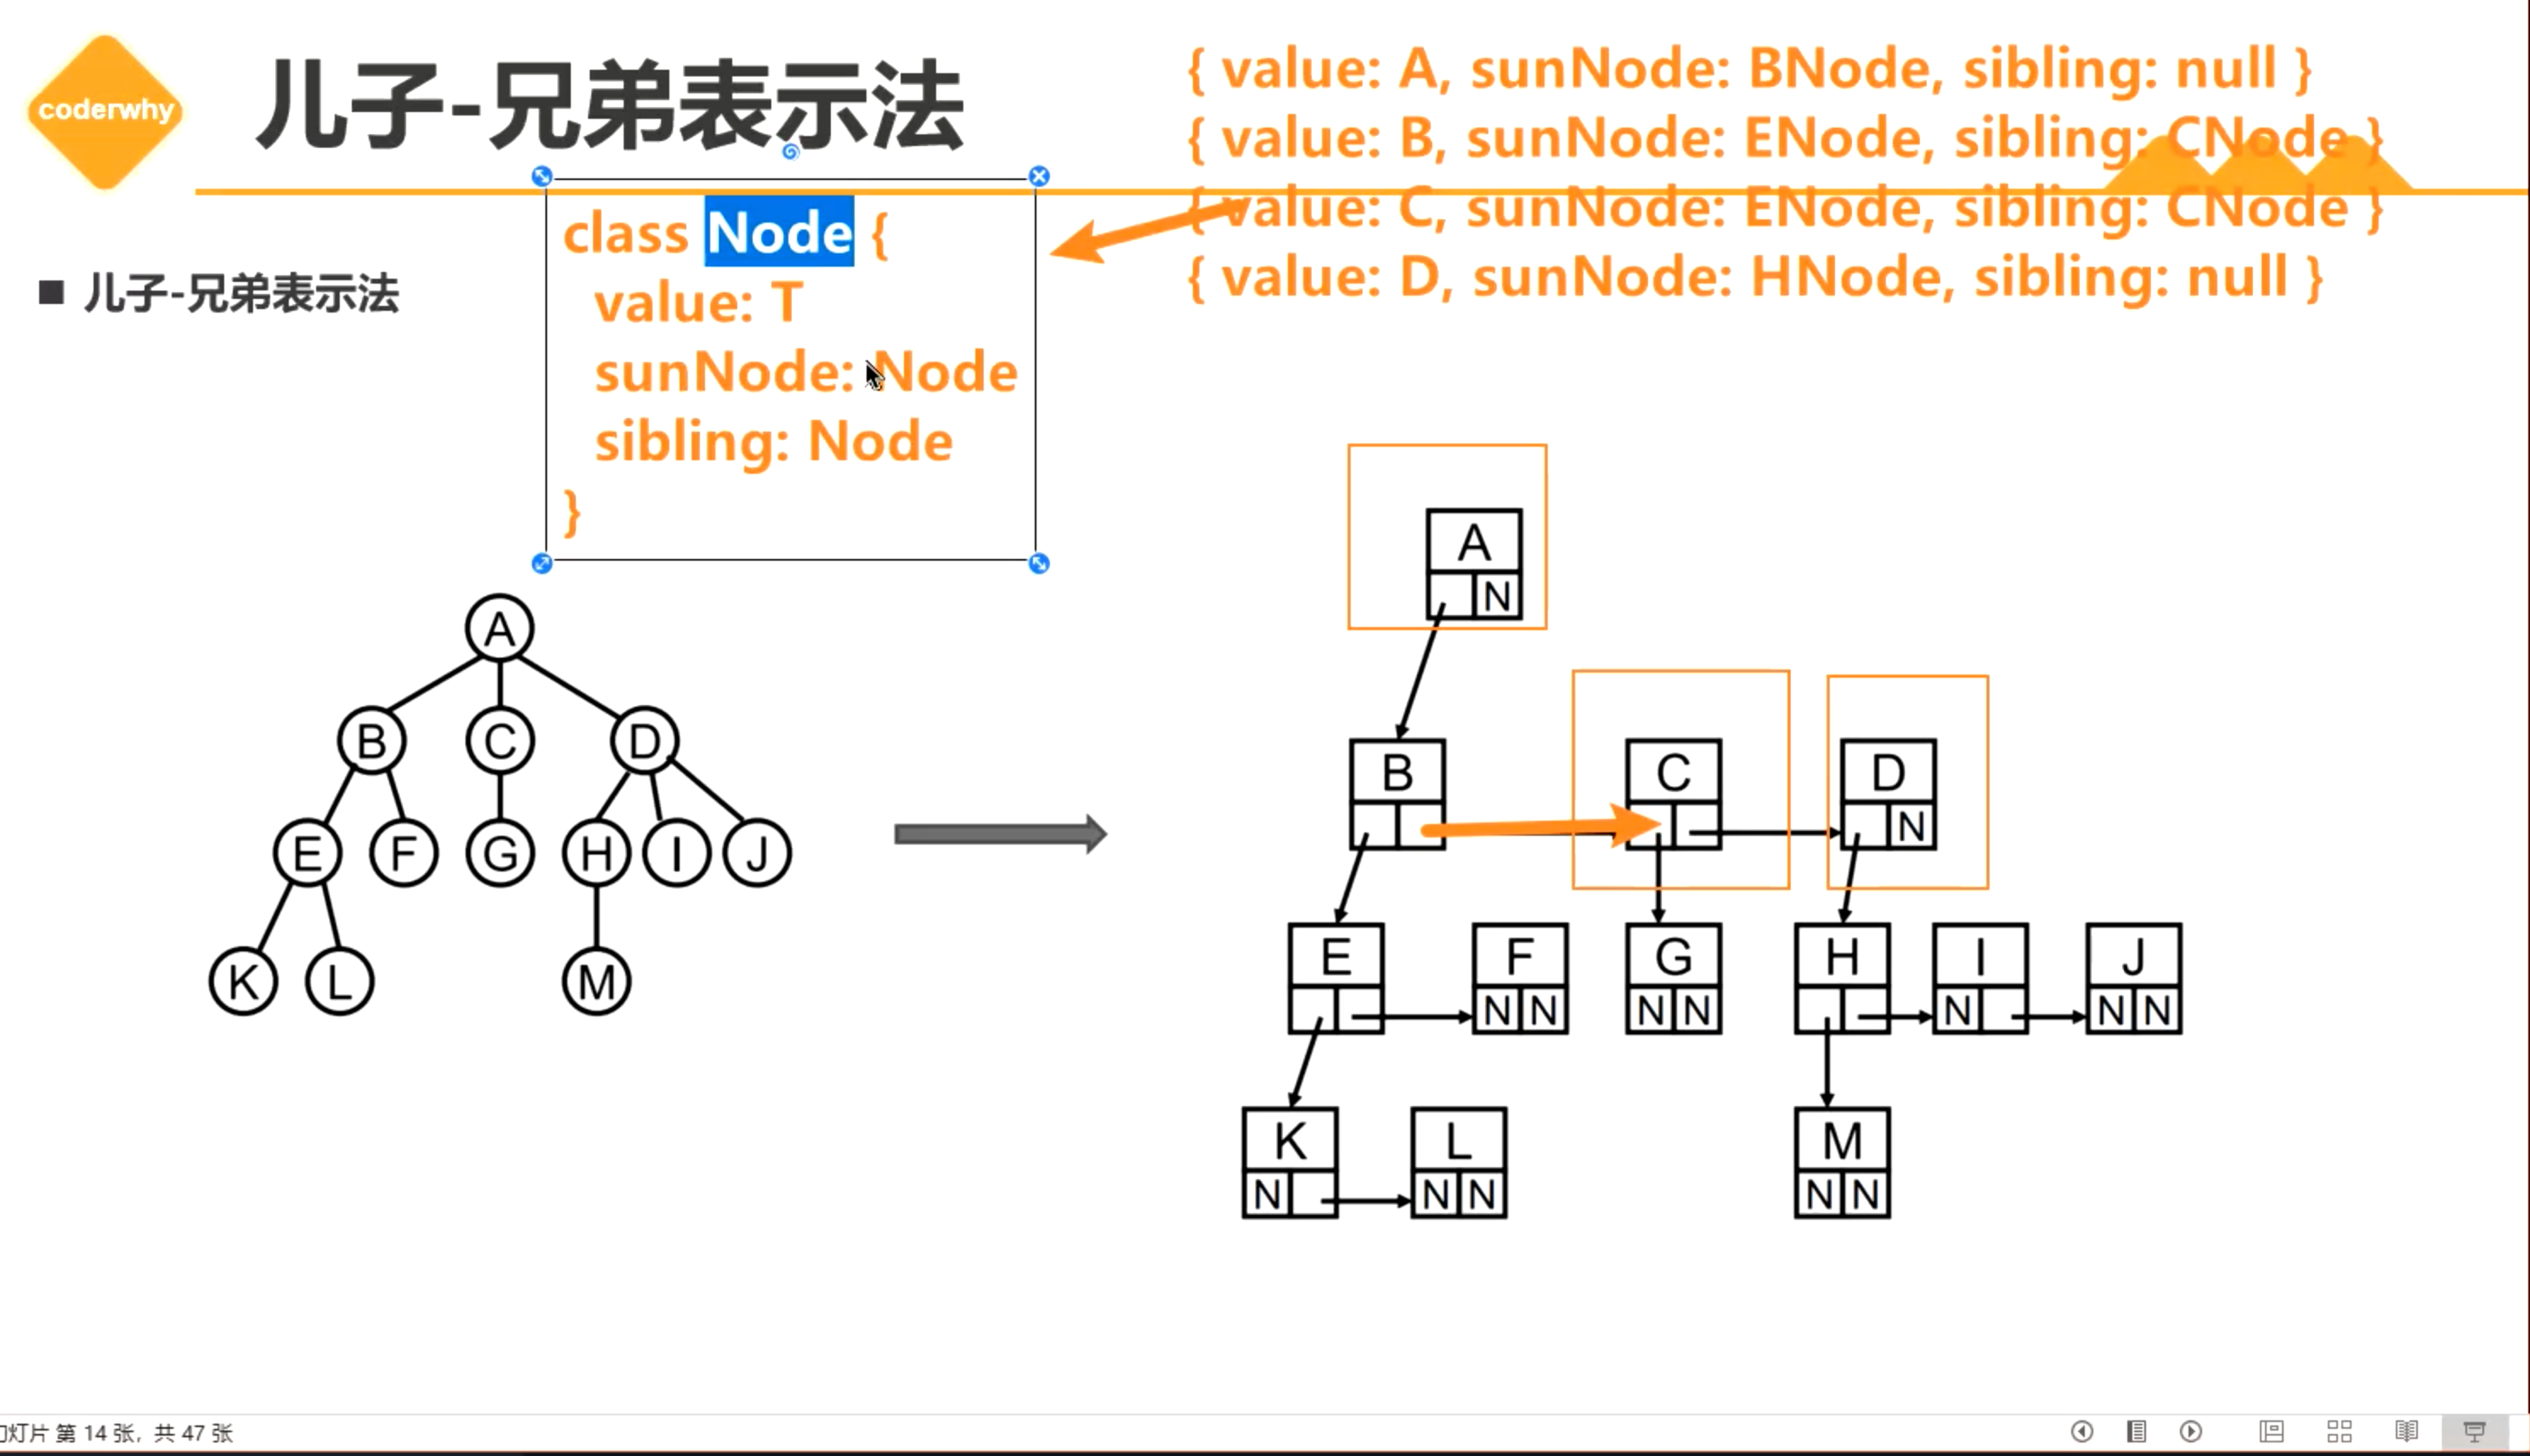 coderwhy
儿子-兄弟表示法
{ value: A, sunNode: BNode, sibling: null }
{ value: B, sunNode: ENode, sibling: CNode }
{ value: C, sunNode: ENode, sibling: CNode }
{ value: D, sunNode: HNode, sibling: null }
■ 儿子-兄弟表示法
class Node {
value: T
sunNode: Node
sibling: Node
}
A
B C D
E F G H I J
K L M
A
N
B C D
N
E F G H I J
N N N N N N N
K L M
N N N N N
幻灯片 第 14 张，共 47 张